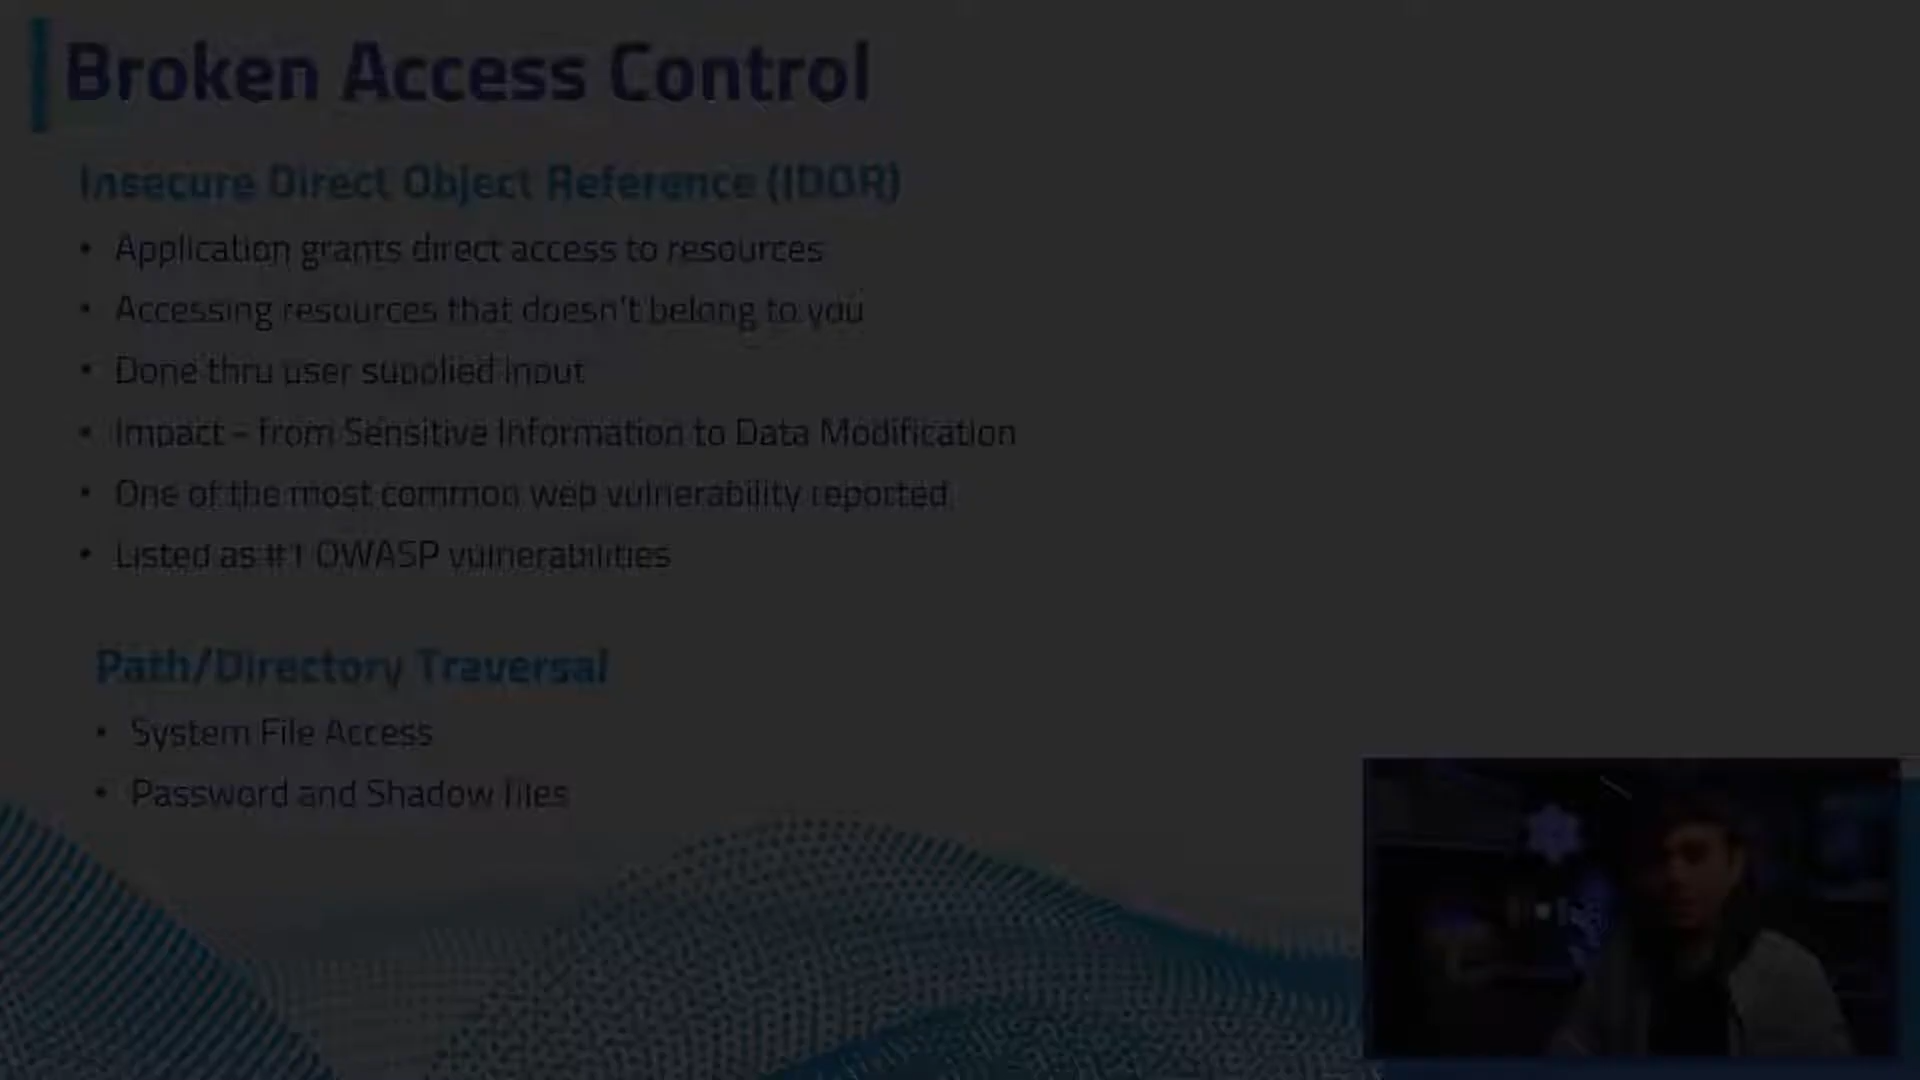 Broken Access Control
Insecure Direct Object Reference (IDOR)
• Application grants direct access to resources
• Accessing resources that doesn't belong to you
• Done thru user supplied input
• Impact - from Sensitive Information to Data Modification
• One of the most common web vulnerability reported
• Listed as #1 OWASP vulnerabilities
Path/Directory Traversal
• System File Access
• Password and Shadow files